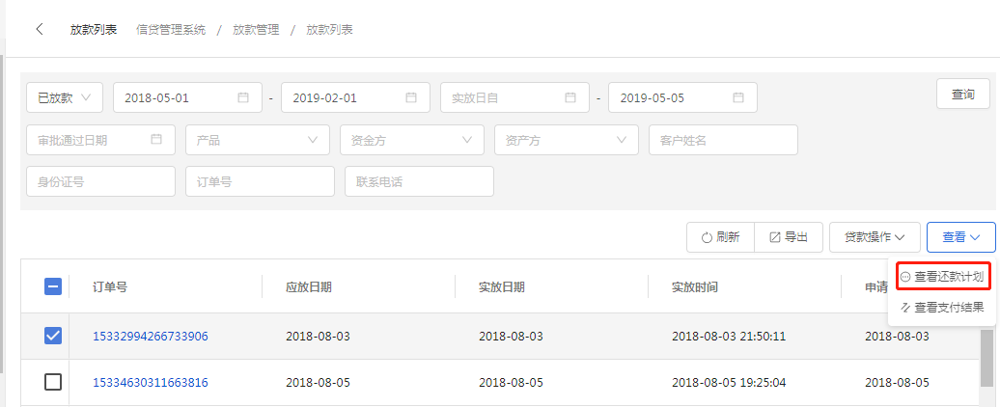 放款列表 信贷管理系统 / 放款管理 / 放款列表
已放款 2018-05-01 - 2019-02-01 实放日自 - 2019-05-05 查询
审批通过日期 产品 资金方 资产方 客户姓名
身份证号 订单号 联系电话
刷新 导出 贷款操作 查看
查看还款计划
查看支付结果
订单号 应放日期 实放日期 实放时间 申请
15332994266733906 2018-08-03 2018-08-03 2018-08-03 21:50:11 2018-08-03
15334630311663816 2018-08-05 2018-08-05 2018-08-05 19:25:04 2018-08-05